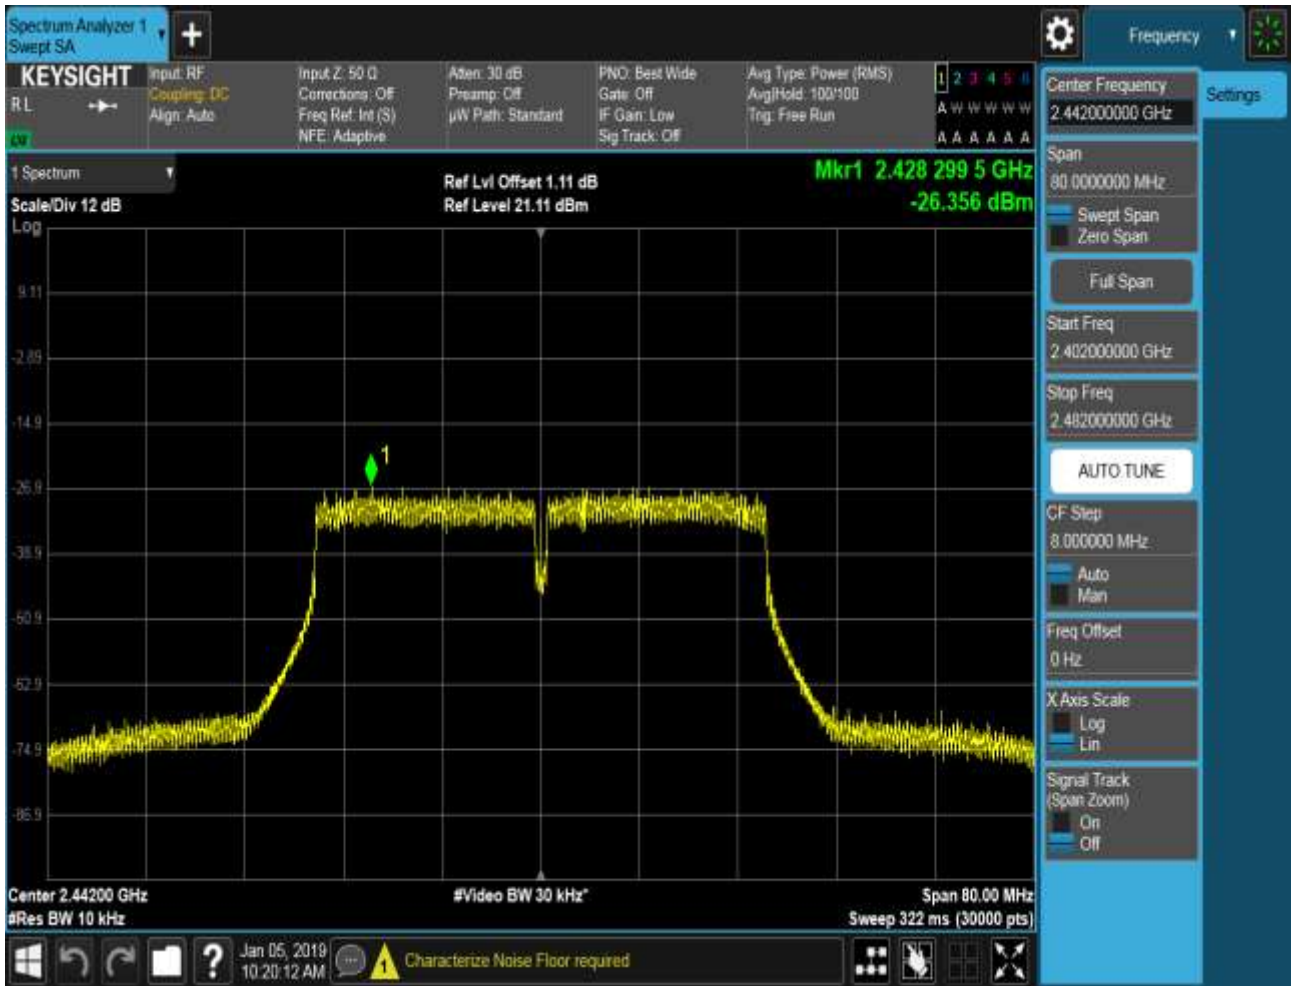 Spectrum Analyzer 1
Swept SA
+
Frequency
KEYSIGHT
R L
LXI
Input: RF
Coupling: DC
Align: Auto
Input Z: 50 Ω
Corrections: Off
Freq Ref: Int (S)
NFE: Adaptive
Atten: 30 dB
Preamp: Off
µW Path: Standard
PNO: Best Wide
Gate: Off
IF Gain: Low
Sig Track: Off
Avg Type: Power (RMS)
Avg|Hold: 100/100
Trig: Free Run
1 2 3 4 5 6
A W W W W W
A A A A A A
1 Spectrum
Scale/Div 12 dB
Log
Ref Lvl Offset 1.11 dB
Ref Level 21.11 dBm
Mkr1 2.428 299 5 GHz
-26.356 dBm
9.11
-2.89
-14.9
-26.9
-38.9
-50.9
-62.9
-74.9
-86.9
1
Center 2.44200 GHz
#Res BW 10 kHz
#Video BW 30 kHz*
Span 80.00 MHz
Sweep 322 ms (30000 pts)
Center Frequency
2.442000000 GHz
Settings
Span
80.0000000 MHz
Swept Span
Zero Span
Full Span
Start Freq
2.402000000 GHz
Stop Freq
2.482000000 GHz
AUTO TUNE
CF Step
8.000000 MHz
Auto
Man
Freq Offset
0 Hz
X Axis Scale
Log
Lin
Signal Track
(Span Zoom)
On
Off
?
Jan 05, 2019
10:20:12 AM
1
Characterize Noise Floor required